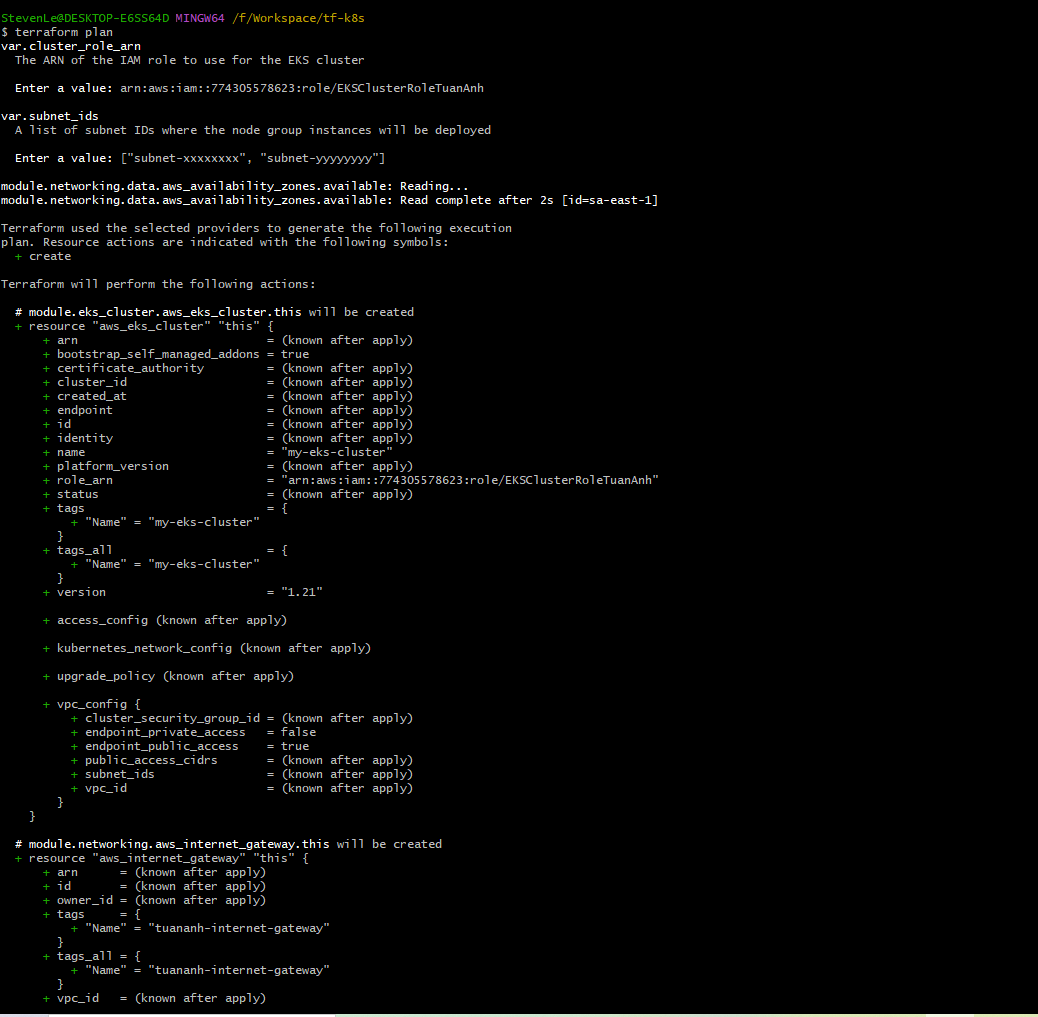 StevenLe@DESKTOP-E6SS64D MINGW64 /f/Workspace/tf-k8s
$ terraform plan
var.cluster_role_arn
  The ARN of the IAM role to use for the EKS cluster

  Enter a value: arn:aws:iam::774305578623:role/EKSClusterRoleTuanAnh

var.subnet_ids
  A list of subnet IDs where the node group instances will be deployed

  Enter a value: ["subnet-xxxxxxxx", "subnet-yyyyyyyy"]

module.networking.data.aws_availability_zones.available: Reading...
module.networking.data.aws_availability_zones.available: Read complete after 2s [id=sa-east-1]

Terraform used the selected providers to generate the following execution
plan. Resource actions are indicated with the following symbols:
  + create

Terraform will perform the following actions:

  # module.eks_cluster.aws_eks_cluster.this will be created
  + resource "aws_eks_cluster" "this" {
      + arn                           = (known after apply)
      + bootstrap_self_managed_addons = true
      + certificate_authority         = (known after apply)
      + cluster_id                    = (known after apply)
      + created_at                    = (known after apply)
      + endpoint                      = (known after apply)
      + id                            = (known after apply)
      + identity                      = (known after apply)
      + name                          = "my-eks-cluster"
      + platform_version              = (known after apply)
      + role_arn                      = "arn:aws:iam::774305578623:role/EKSClusterRoleTuanAnh"
      + status                        = (known after apply)
      + tags                          = {
          + "Name" = "my-eks-cluster"
        }
      + tags_all                      = {
          + "Name" = "my-eks-cluster"
        }
      + version                       = "1.21"

      + access_config (known after apply)

      + kubernetes_network_config (known after apply)

      + upgrade_policy (known after apply)

      + vpc_config {
          + cluster_security_group_id = (known after apply)
          + endpoint_private_access   = false
          + endpoint_public_access    = true
          + public_access_cidrs       = (known after apply)
          + subnet_ids                = (known after apply)
          + vpc_id                    = (known after apply)
        }
    }

  # module.networking.aws_internet_gateway.this will be created
  + resource "aws_internet_gateway" "this" {
      + arn      = (known after apply)
      + id       = (known after apply)
      + owner_id = (known after apply)
      + tags     = {
          + "Name" = "tuananh-internet-gateway"
        }
      + tags_all = {
          + "Name" = "tuananh-internet-gateway"
        }
      + vpc_id   = (known after apply)